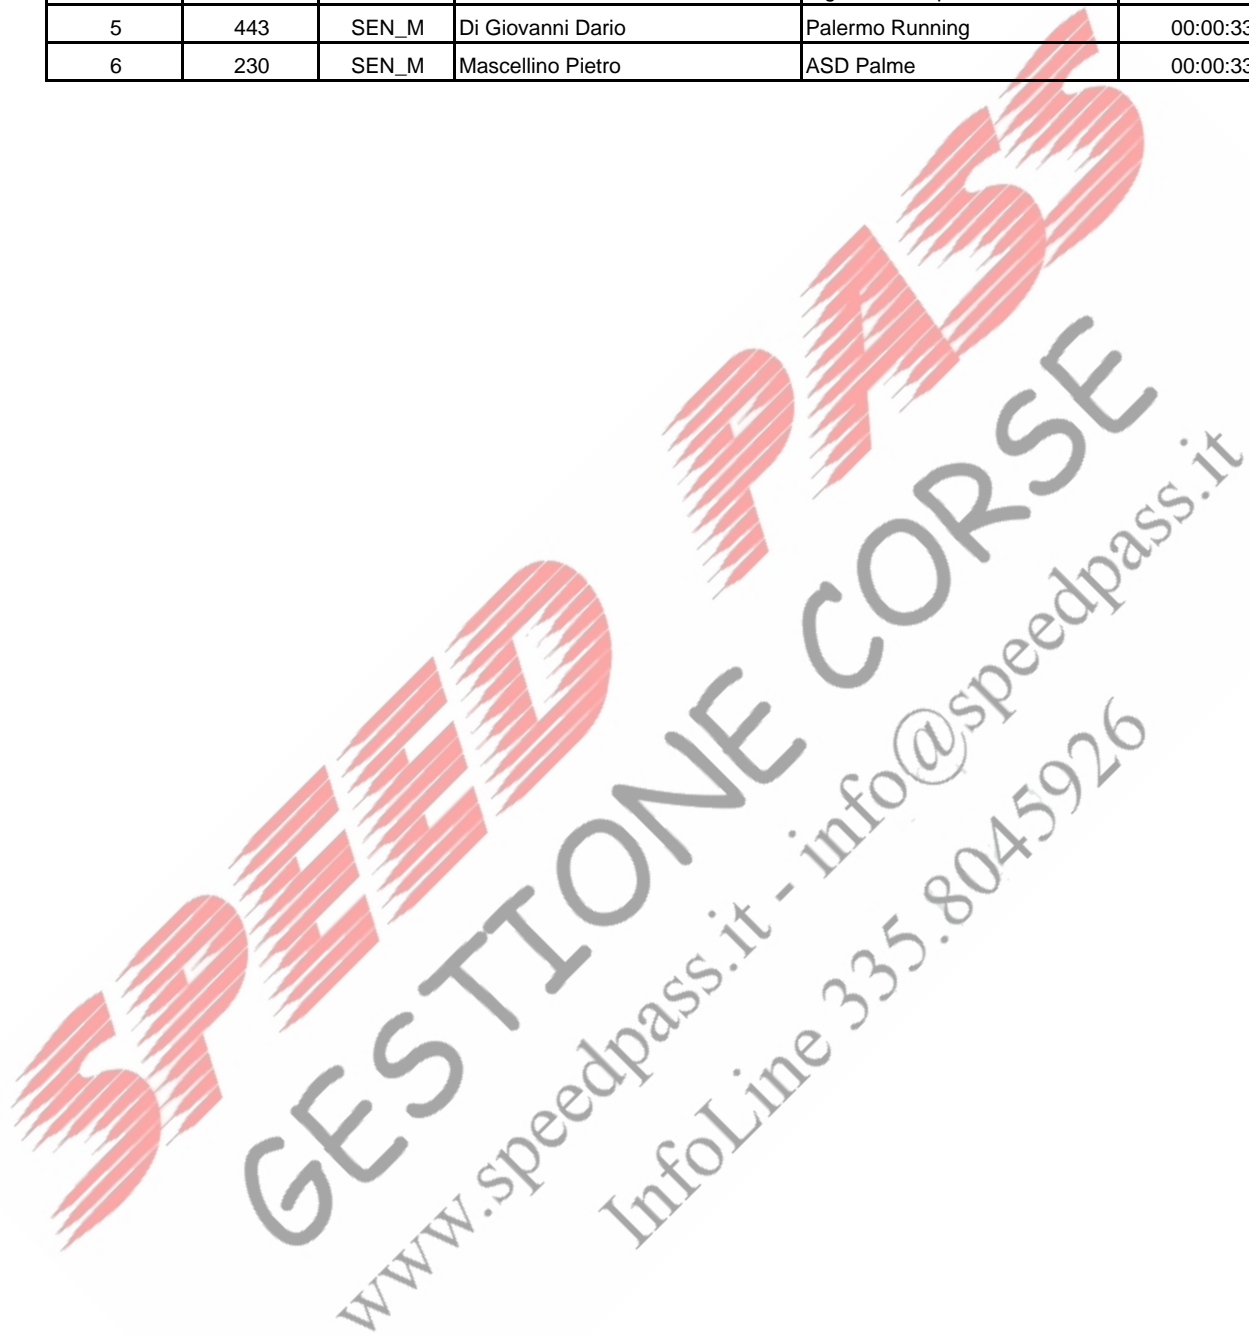 5 443 SEN_M Di Giovanni Dario Palermo Running 00:00:33
6 230 SEN_M Mascellino Pietro ASD Palme 00:00:33
SPEED PASS
GESTIONE CORSE
www.speedpass.it - info@speedpass.it
InfoLine 335.8045926